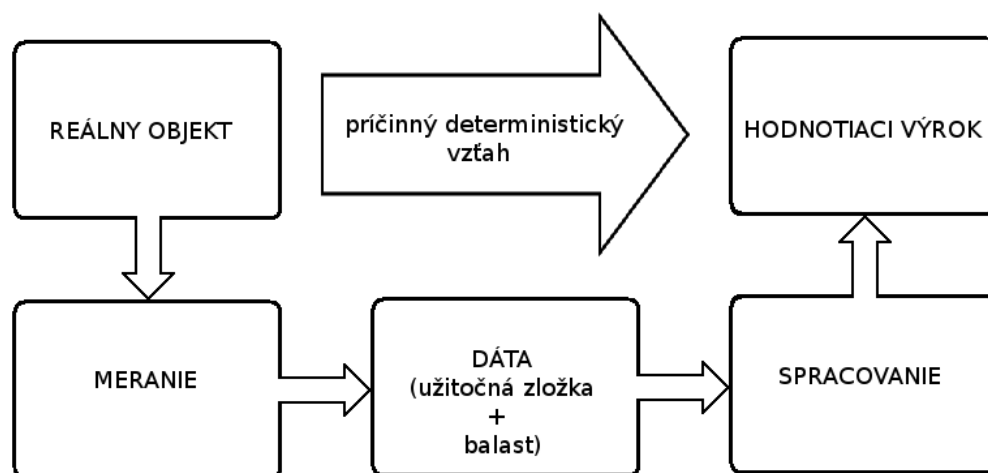 REÁLNY OBJEKT
príčinný deterministický
vzťah
HODNOTIACI VÝROK
MERANIE
DÁTA
(užitočná zložka
+
balast)
SPRACOVANIE